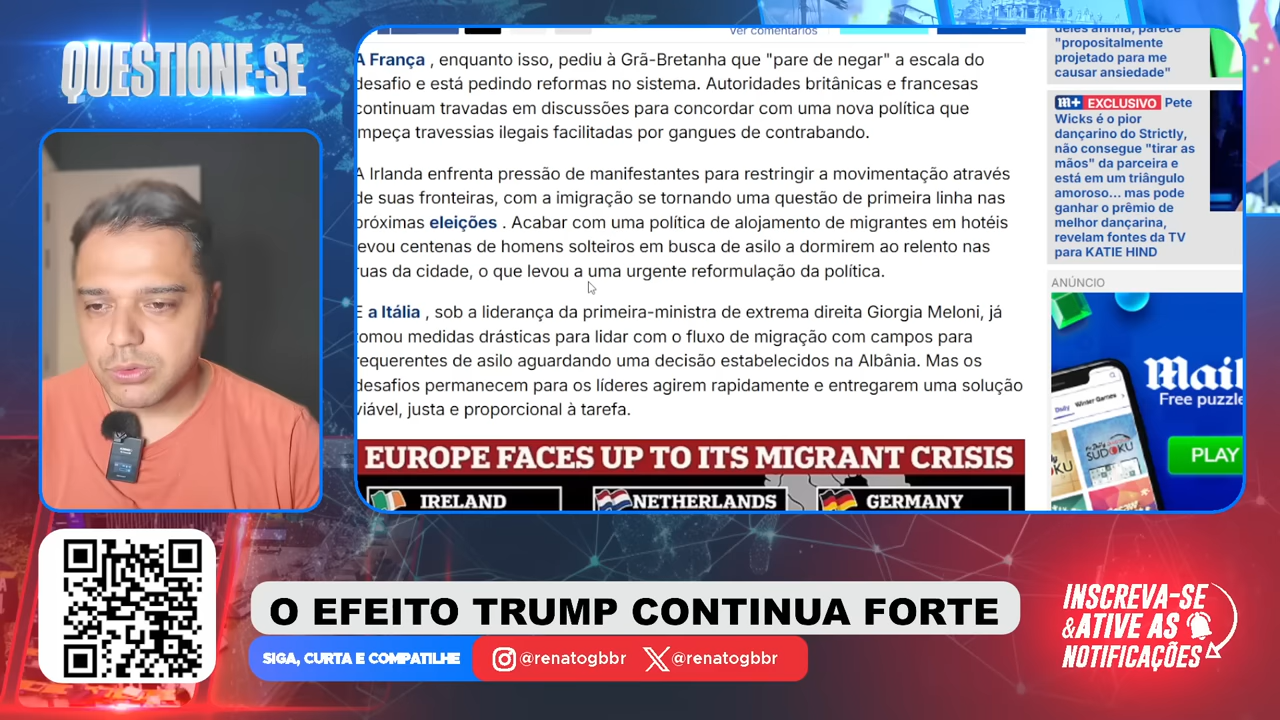 QUESTIONE-SE
Ver comentários
A França , enquanto isso, pediu à Grã-Bretanha que "pare de negar" a escala do
desafio e está pedindo reformas no sistema. Autoridades britânicas e francesas
continuam travadas em discussões para concordar com uma nova política que
mpeça travessias ilegais facilitadas por gangues de contrabando.
A Irlanda enfrenta pressão de manifestantes para restringir a movimentação através
de suas fronteiras, com a imigração se tornando uma questão de primeira linha nas
próximas eleições . Acabar com uma política de alojamento de migrantes em hotéis
levou centenas de homens solteiros em busca de asilo a dormirem ao relento nas
ruas da cidade, o que levou a uma urgente reformulação da política.
E a Itália , sob a liderança da primeira-ministra de extrema direita Giorgia Meloni, já
tomou medidas drásticas para lidar com o fluxo de migração com campos para
requerentes de asilo aguardando uma decisão estabelecidos na Albânia. Mas os
desafios permanecem para os líderes agirem rapidamente e entregarem uma solução
viável, justa e proporcional à tarefa.
EUROPE FACES UP TO ITS MIGRANT CRISIS
IRELAND
NETHERLANDS
GERMANY
deles afirma, parece
"propositalmente
projetado para me
causar ansiedade"
m+ EXCLUSIVO Pete
Wicks é o pior
dançarino do Strictly,
não consegue "tirar as
mãos" da parceira e
está em um triângulo
amoroso... mas pode
ganhar o prêmio de
melhor dançarina,
revelam fontes da TV
para KATIE HIND
ANÚNCIO
Mail
Free puzzle
Daily Winter Games
SUDOKU
KU
PLAY
O EFEITO TRUMP CONTINUA FORTE
SIGA, CURTA E COMPATILHE
@renatogbbr
@renatogbbr
INSCREVA-SE
&ATIVE AS
NOTIFICAÇÕES